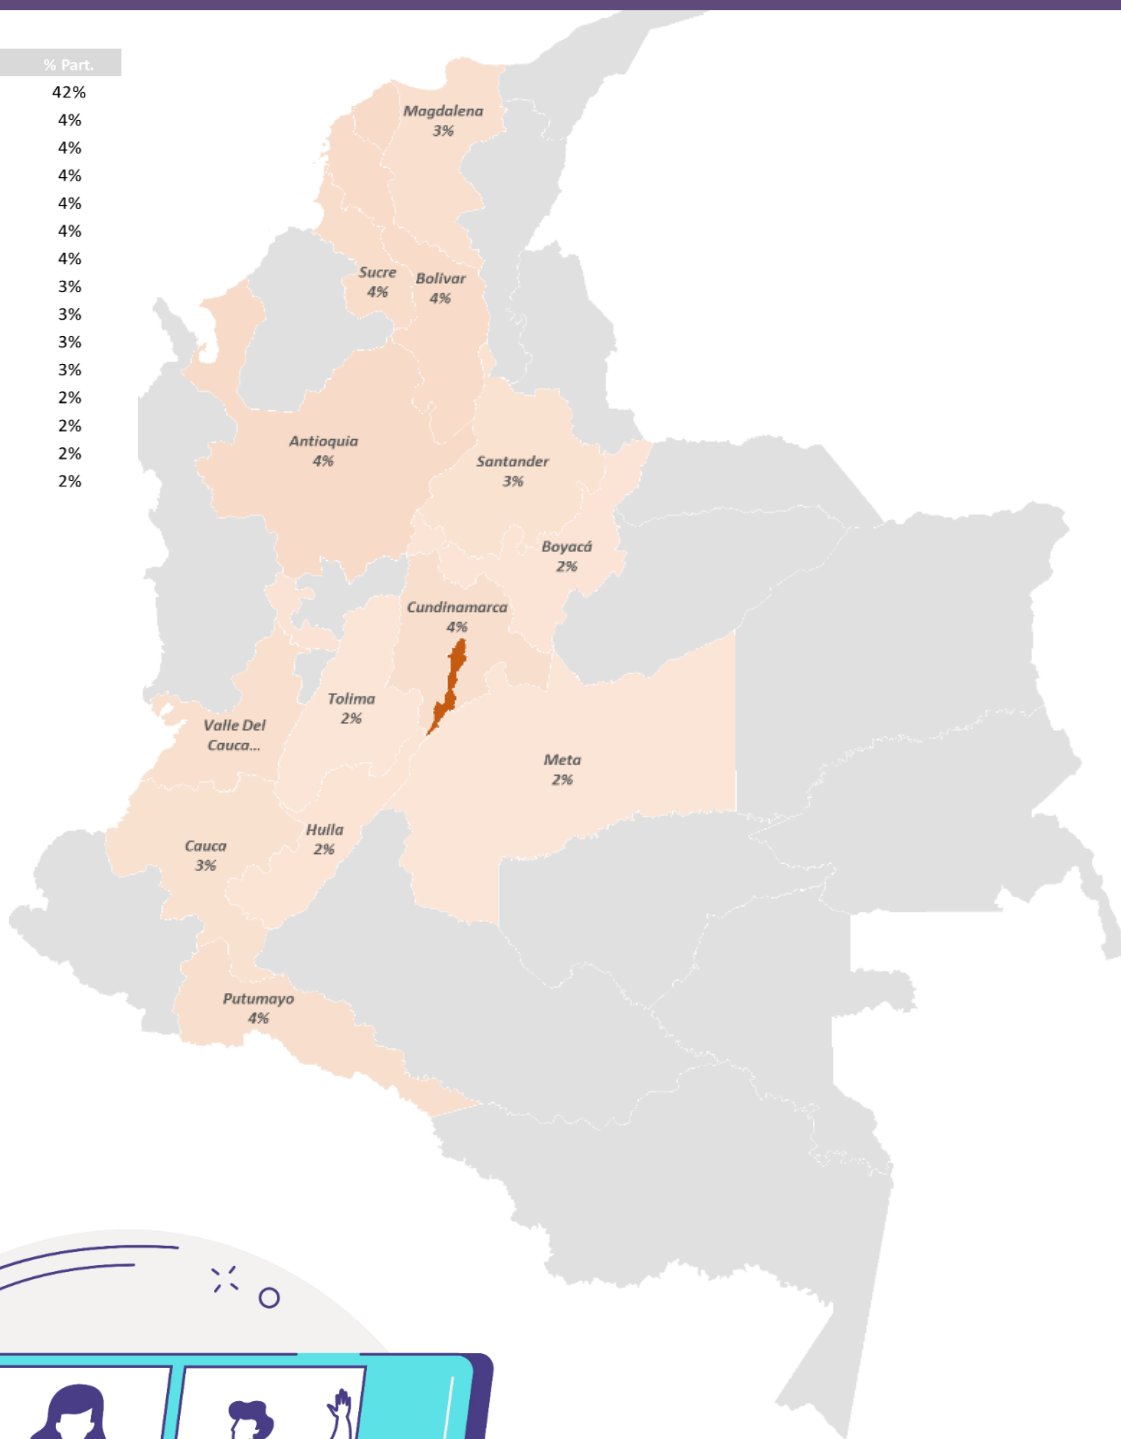 % Part.
42%
4%
4%
4%
4%
4%
4%
3%
3%
3%
3%
2%
2%
2%
2%
Magdalena
3%
Sucre
4%
Bolivar
4%
Antioquia
4%
Santander
3%
Boyacá
2%
Cundinamarca
4%
Tolima
2%
Valle Del
Cauca...
Meta
2%
Huila
2%
Cauca
3%
Putumayo
4%